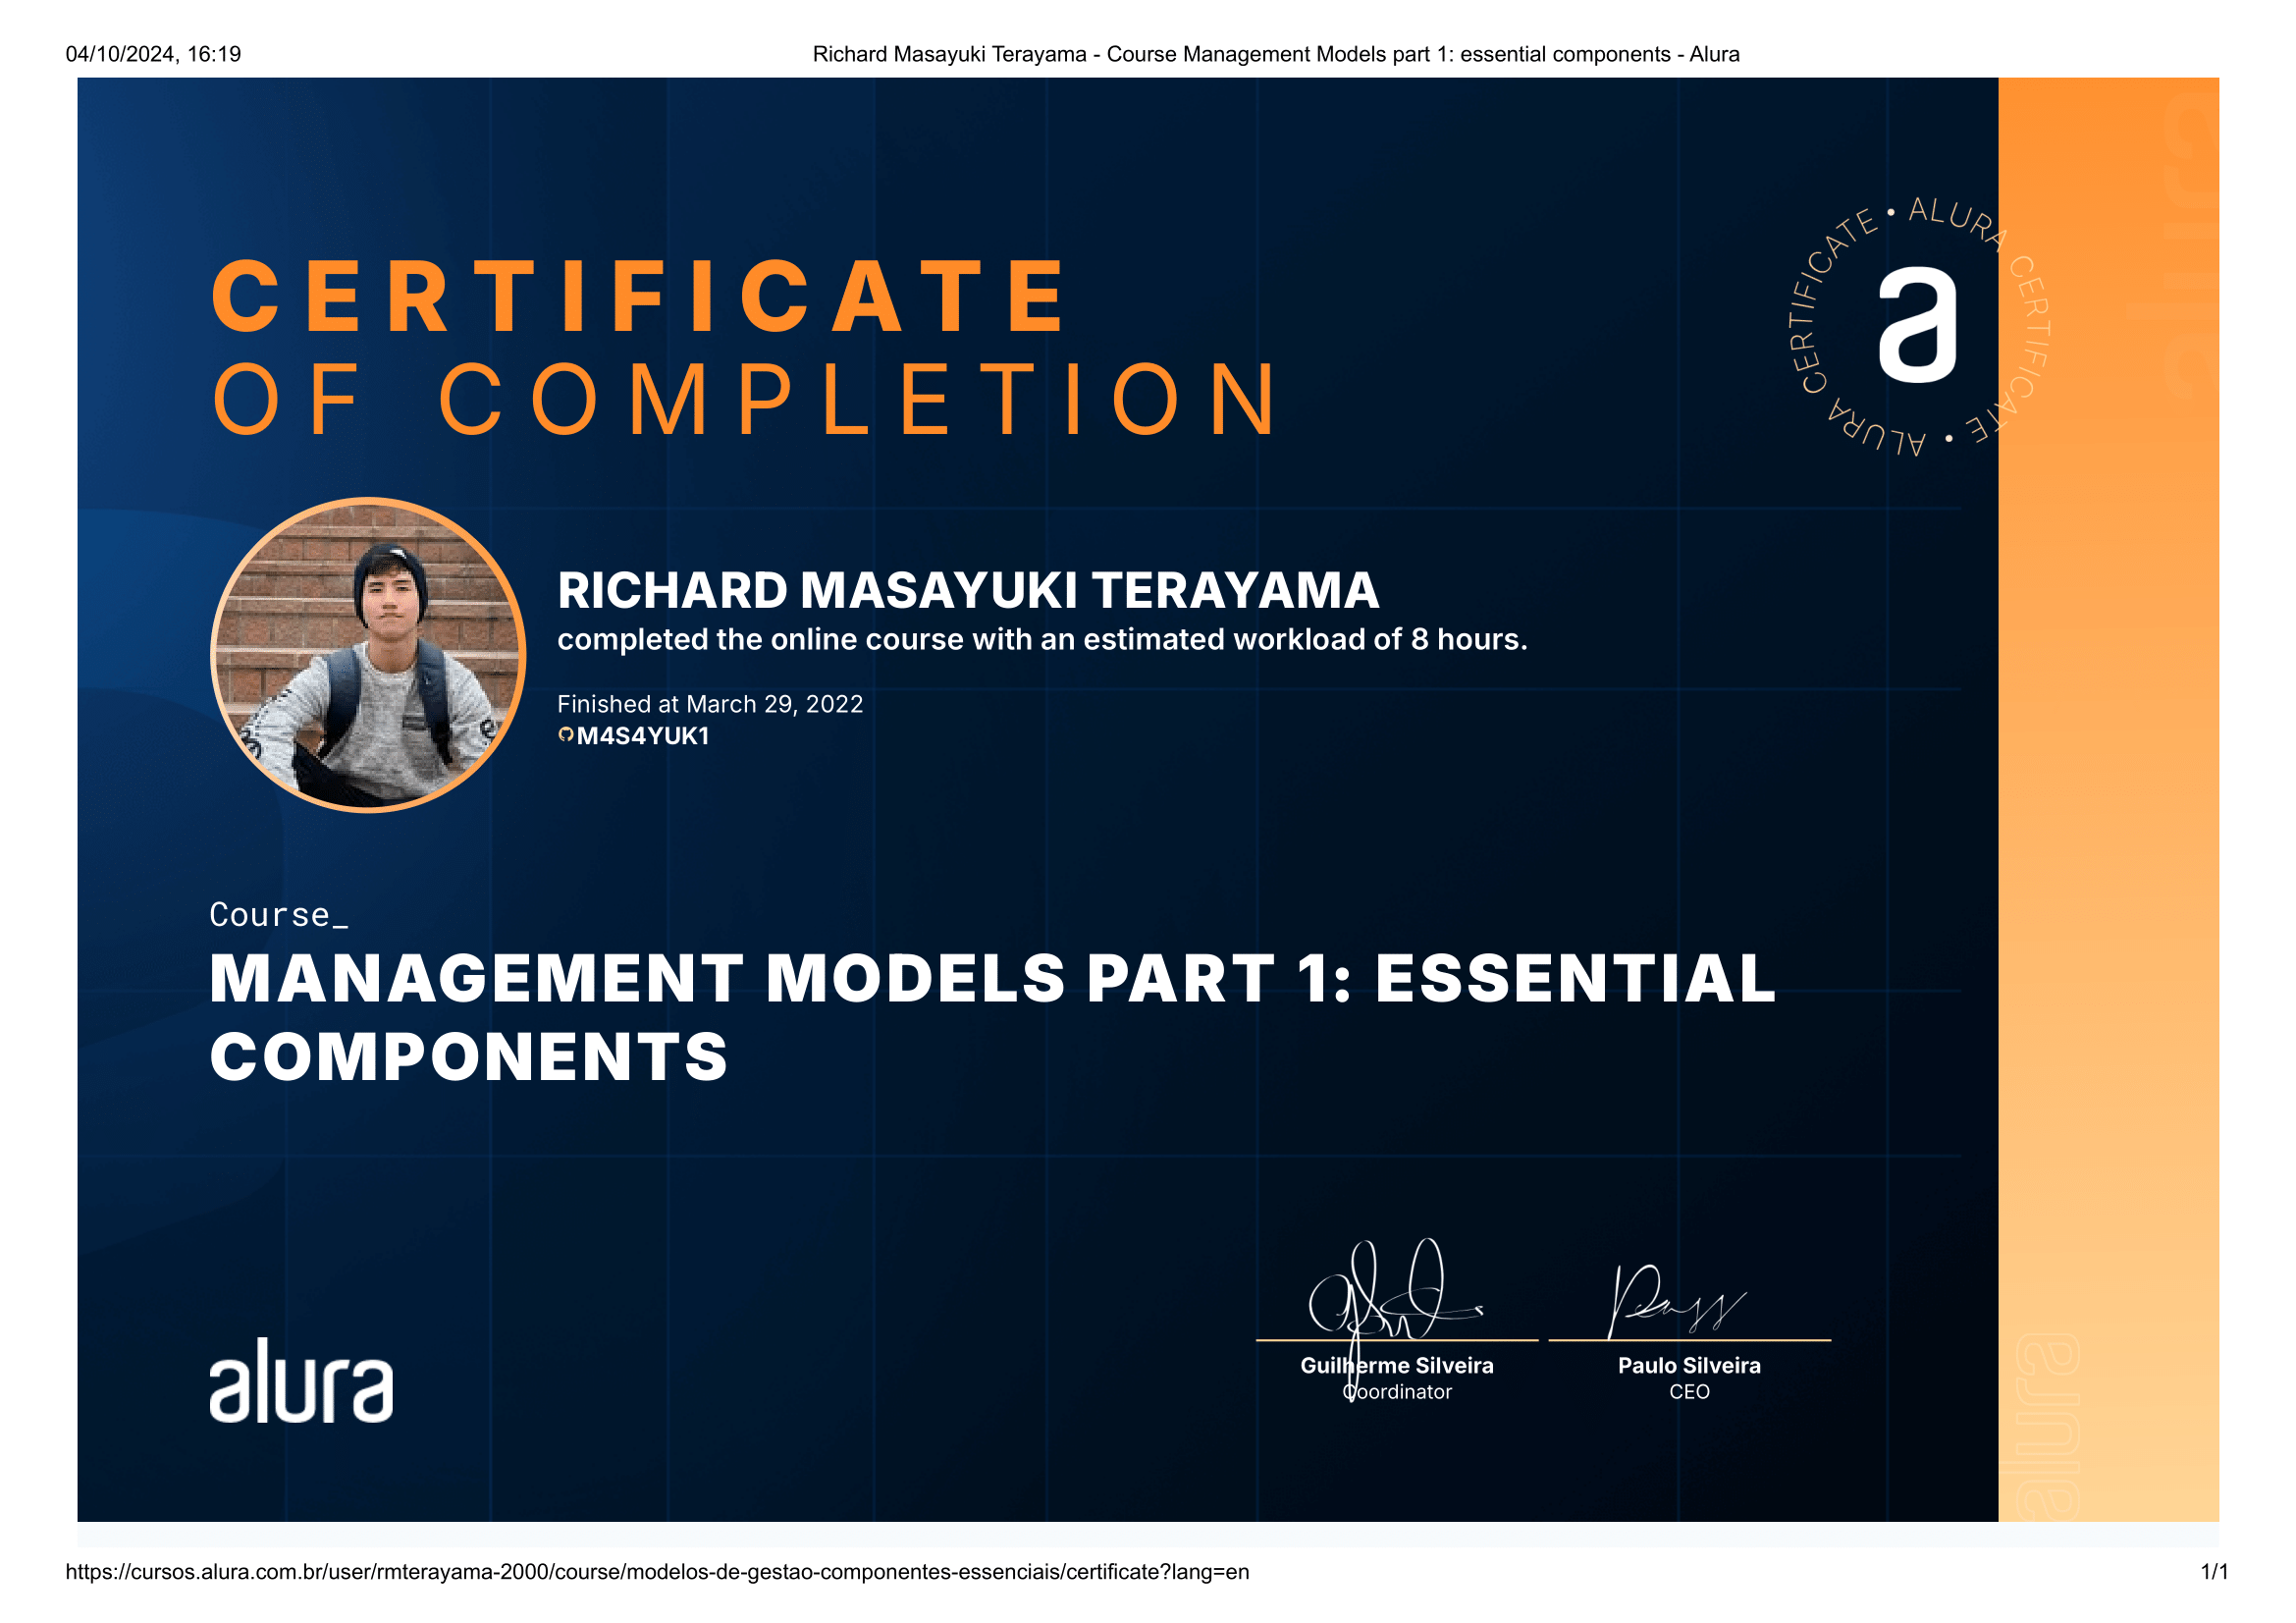 04/10/2024, 16:19
Richard Masayuki Terayama - Course Management Models part 1: essential components - Alura
CERTIFICATE
OF COMPLETION
ALURA CERTIFICATE • ALURA CERTIFICATE •
a
alura
RICHARD MASAYUKI TERAYAMA
completed the online course with an estimated workload of 8 hours.
Finished at March 29, 2022
M4S4YUK1
Course_
MANAGEMENT MODELS PART 1: ESSENTIAL
COMPONENTS
alura
Guilherme Silveira
Coordinator
Paulo Silveira
CEO
alura
https://cursos.alura.com.br/user/rmterayama-2000/course/modelos-de-gestao-componentes-essenciais/certificate?lang=en
1/1